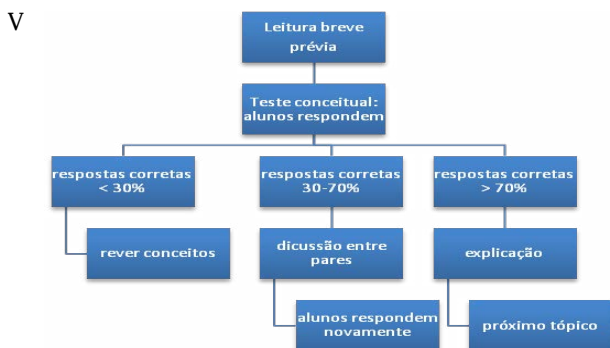 V
Leitura breve
prévia
Teste conceitual:
alunos respondem
respostas corretas
< 30%
respostas corretas
30-70%
respostas corretas
> 70%
rever conceitos
dicussão entre
pares
explicação
alunos respondem
novamente
próximo tópico